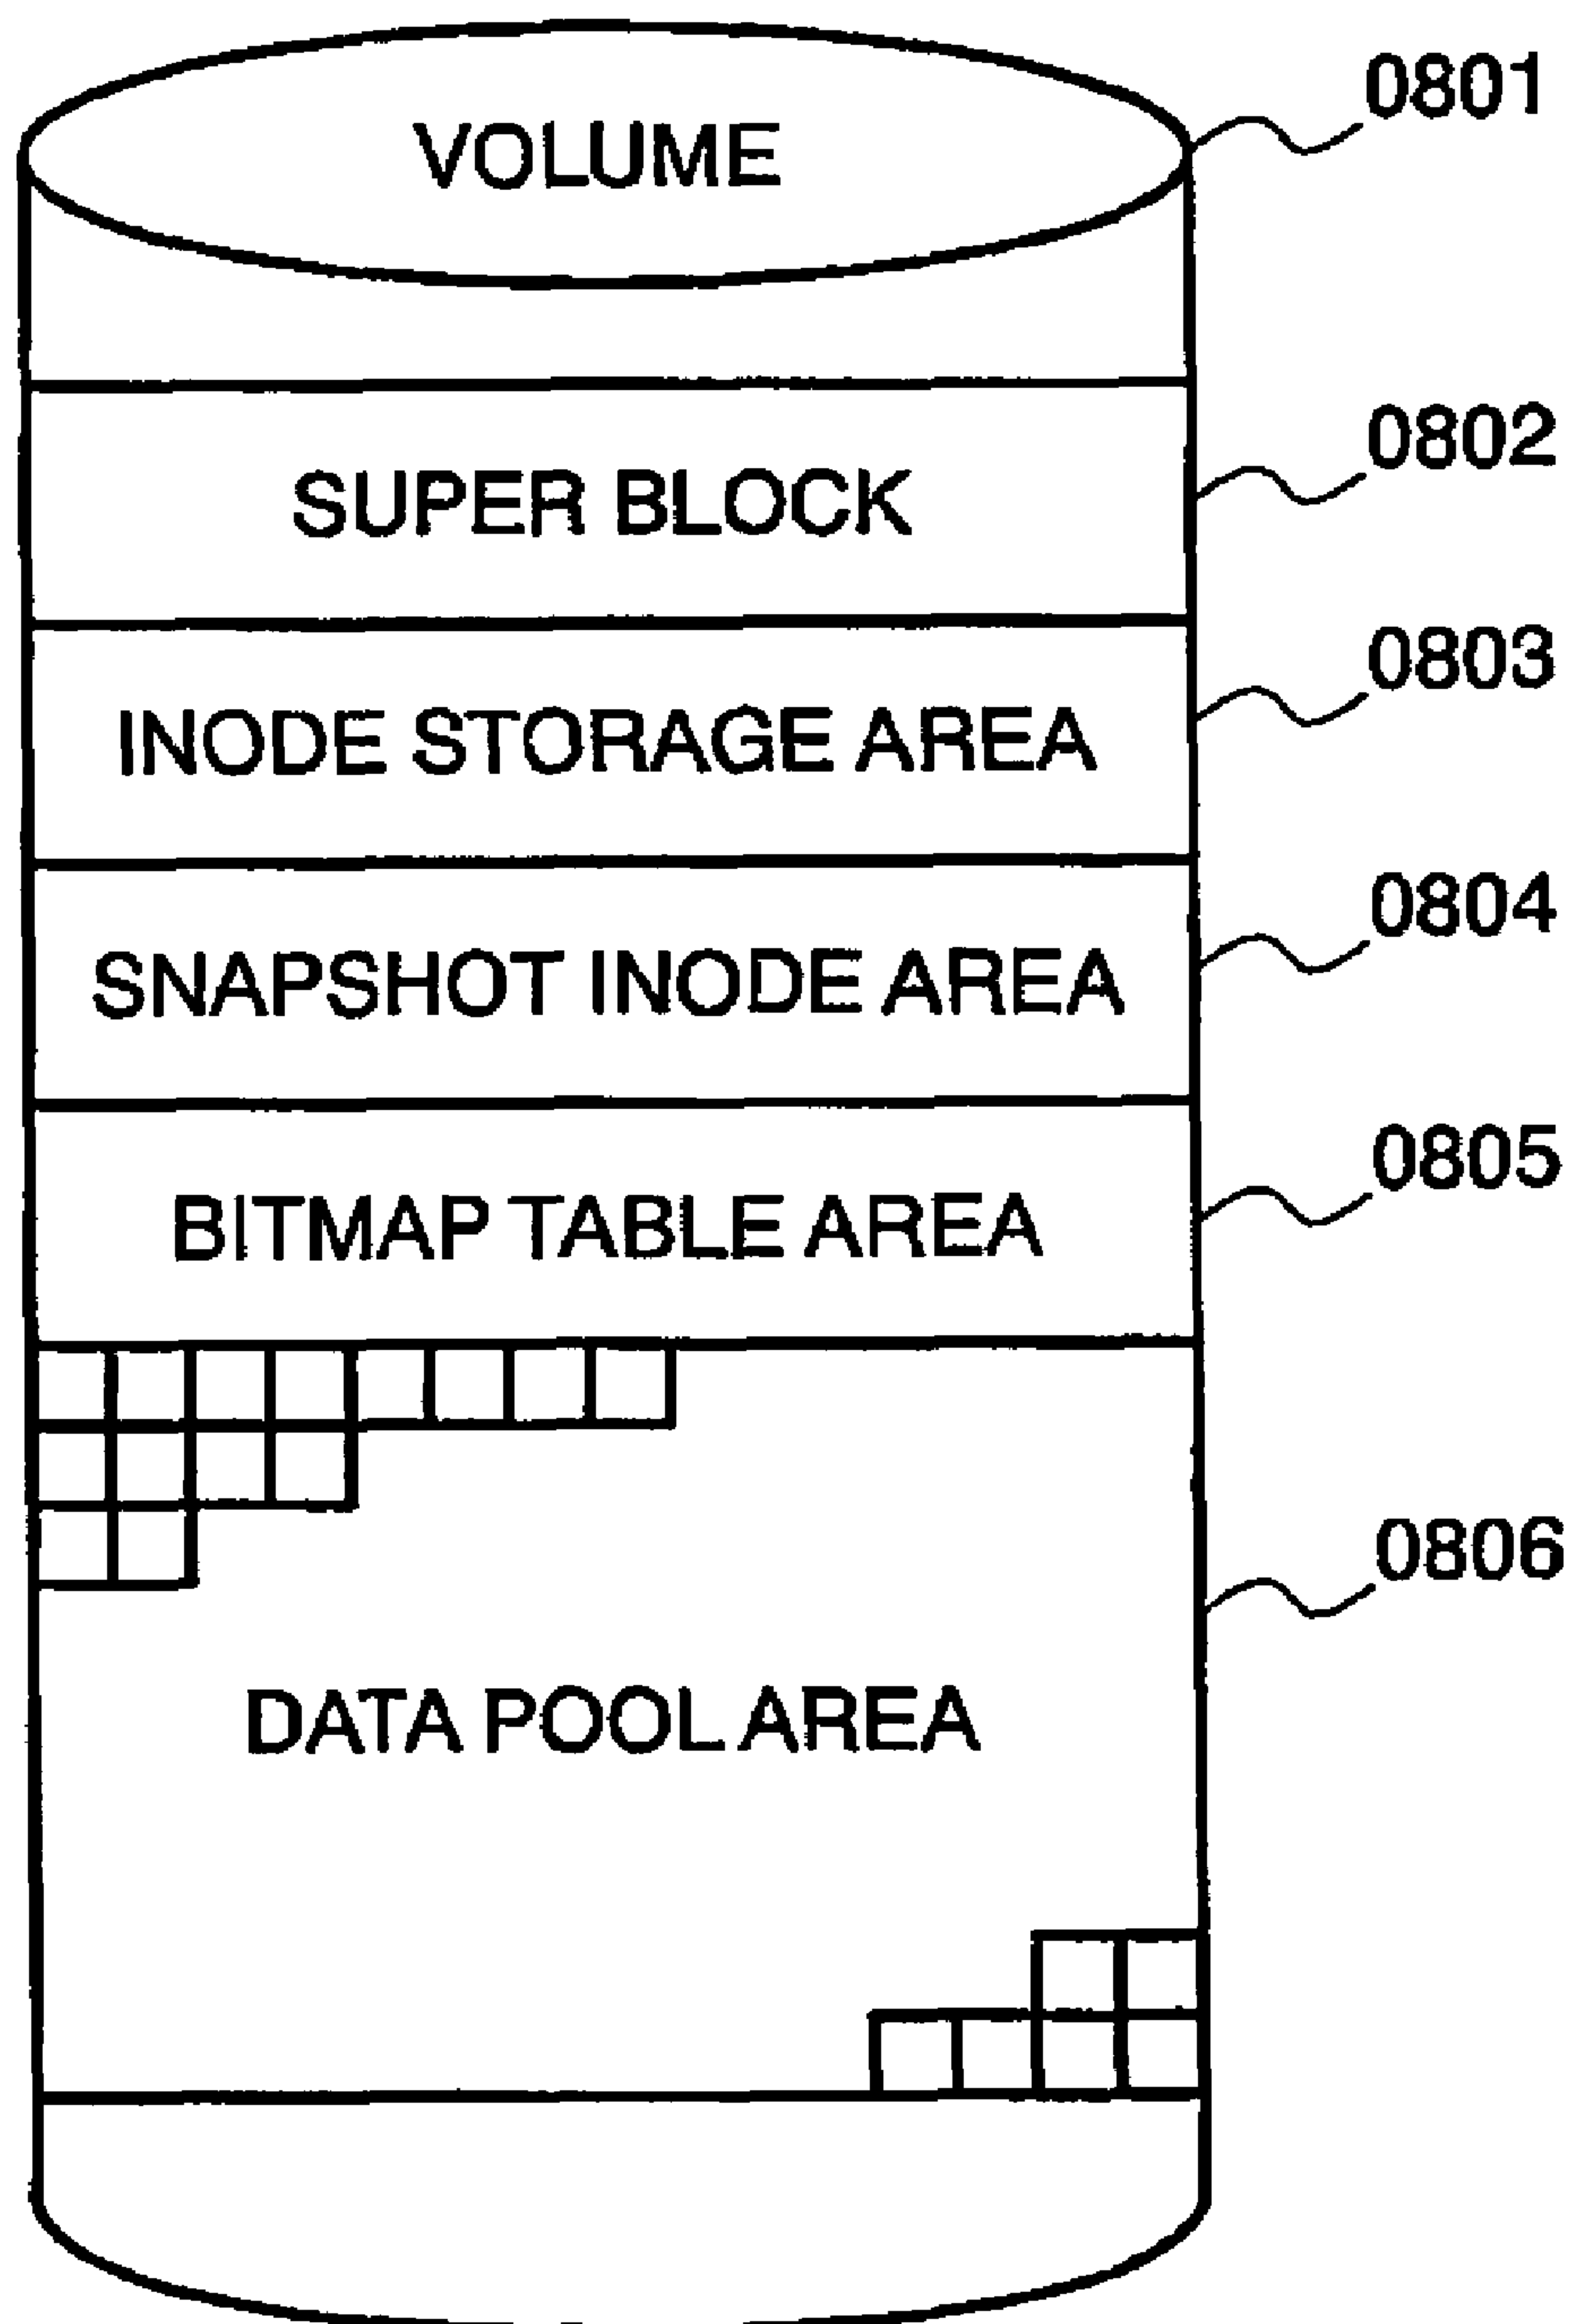 VOLUME
0801
SUPER BLOCK
0802
INODE STORAGE AREA
0803
SNAPSHOT INODE AREA
0804
BITMAP TABLE AREA
0805
DATA POOL AREA
0806